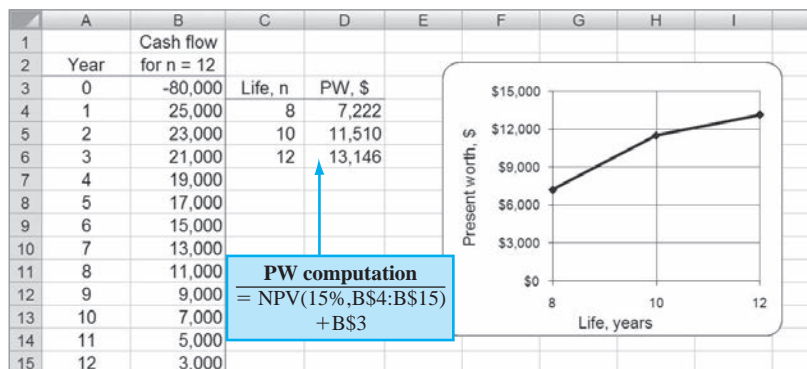 A B C D E F G H I
1 Cash flow
2 Year for n = 12
3 0 -80,000 Life, n PW, $
4 1 25,000 8 7,222
5 2 23,000 10 11,510
6 3 21,000 12 13,146
7 4 19,000
8 5 17,000
9 6 15,000
10 7 13,000
11 8 11,000
12 9 9,000
13 10 7,000
14 11 5,000
15 12 3,000
PW computation
= NPV(15%,B$4:B$15)
+B$3
Present worth, $
$15,000
$12,000
$9,000
$6,000
$3,000
$0
8 10 12
Life, years